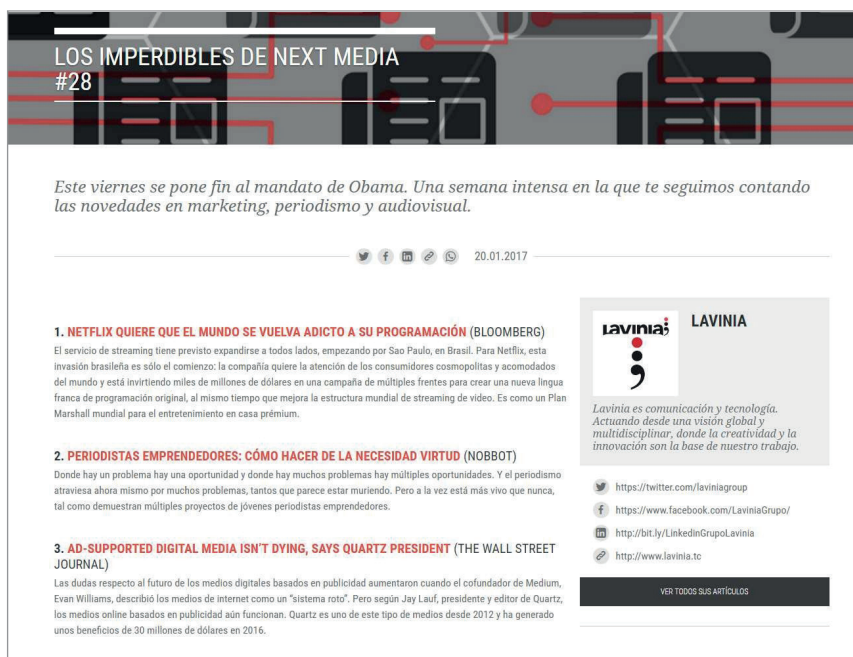 LOS IMPERDIBLES DE NEXT MEDIA
#28
Este viernes se pone fin al mandato de Obama. Una semana intensa en la que te seguimos contando
las novedades en marketing, periodismo y audiovisual.
20.01.2017
1. NETFLIX QUIERE QUE EL MUNDO SE VUELVA ADICTO A SU PROGRAMACIÓN (BLOOMBERG)
El servicio de streaming tiene previsto expandirse a todos lados, empezando por Sao Paulo, en Brasil. Para Netflix, esta
invasión brasileña es sólo el comienzo: la compañía quiere la atención de los consumidores cosmopolitas y acomodados
del mundo y está invirtiendo miles de millones de dólares en una campaña de múltiples frentes para crear una nueva lingua
franca de programación original, al mismo tiempo que mejora la estructura mundial de streaming de video. Es como un Plan
Marshall mundial para el entretenimiento en casa prémium.
2. PERIODISTAS EMPRENDEDORES: CÓMO HACER DE LA NECESIDAD VIRTUD (NOBBOT)
Donde hay un problema hay una oportunidad y donde hay muchos problemas hay múltiples oportunidades. Y el periodismo
atraviesa ahora mismo por muchos problemas, tantos que parece estar muriendo. Pero a la vez está más vivo que nunca,
tal como demuestran múltiples proyectos de jóvenes periodistas emprendedores.
3. AD-SUPPORTED DIGITAL MEDIA ISN'T DYING, SAYS QUARTZ PRESIDENT (THE WALL STREET
JOURNAL)
Las dudas respecto al futuro de los medios digitales basados en publicidad aumentaron cuando el cofundador de Medium,
Evan Williams, describió los medios de internet como un "sistema roto". Pero según Jay Lauf, presidente y editor de Quartz,
los medios online basados en publicidad aún funcionan. Quartz es uno de este tipo de medios desde 2012 y ha generado
unos beneficios de 30 millones de dólares en 2016.
LAVINIA
LAVINIA
Lavinia es comunicación y tecnología.
Actuando desde una visión global y
multidisciplinar, donde la creatividad y la
innovación son la base de nuestro trabajo.
https://twitter.com/laviniagroup
https://www.facebook.com/LaviniaGrupo/
http://bit.ly/LinkedinGrupoLavinia
http://www.lavinia.tc
VER TODOS SUS ARTÍCULOS